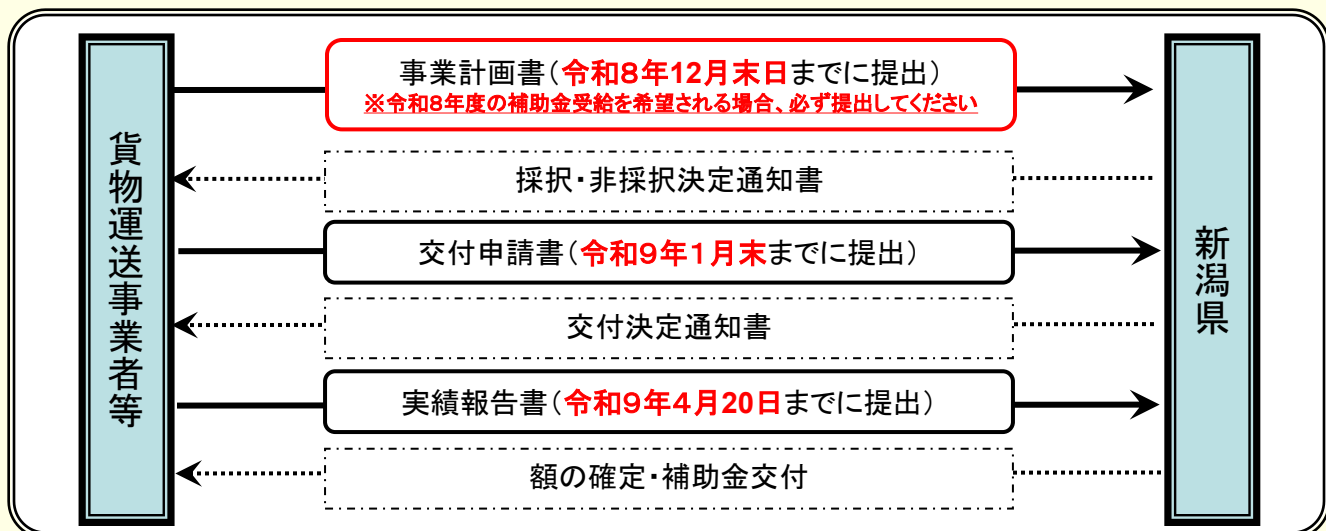 貨物運送事業者等
事業計画書（令和８年12月末日までに提出）
※令和８年度の補助金受給を希望される場合、必ず提出してください
採択・非採択決定通知書
交付申請書（令和９年１月末までに提出）
交付決定通知書
実績報告書（令和９年４月20日までに提出）
額の確定・補助金交付
新潟県